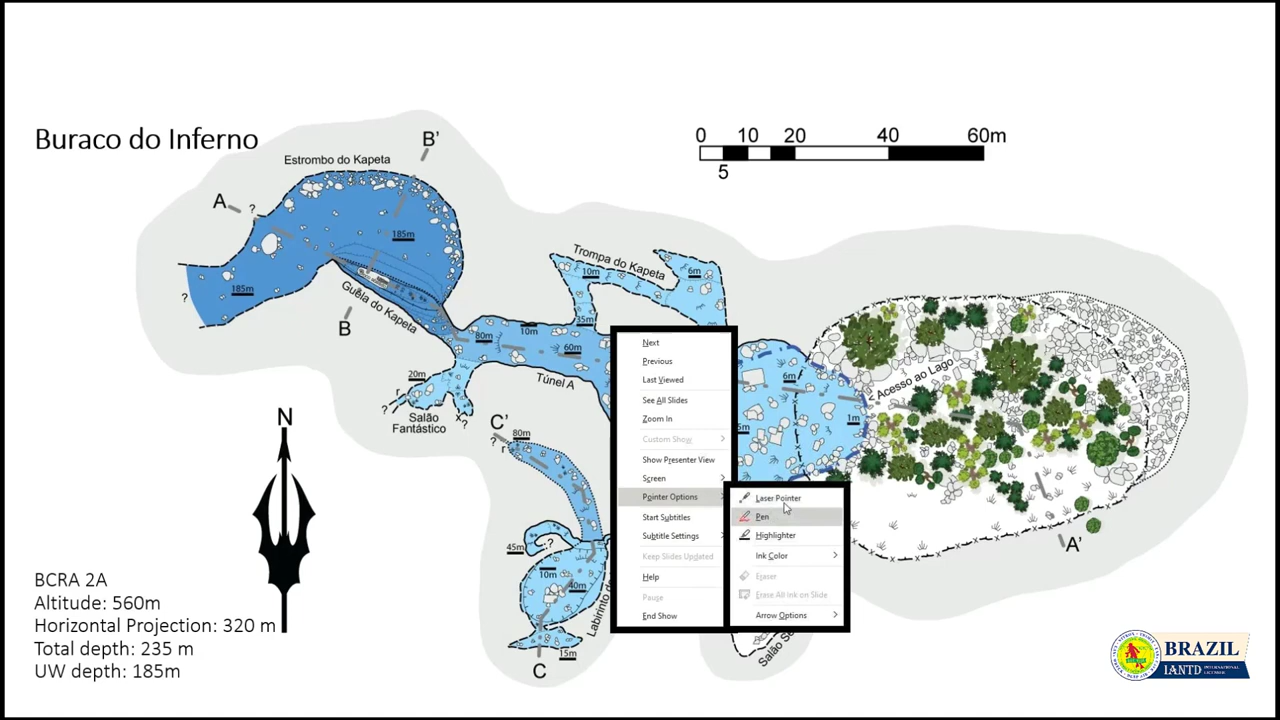 Buraco do Inferno
0 10 20 40 60m
5
B'
Estrombo do Kapeta
A
?
185m
185m
?
Guela do Kapeta
B
Trompa do Kapeta
10m
6m
35m
10m
80m
60m
Túnel A
20m
r
?
x?
Salão
Fantástico
C'
80m
?
r
45m
?
10m
40m
15m
C
6m
1m
5m
< Acesso ao Lago
A'
N
Next
Previous
Last Viewed
See All Slides
Zoom In
Custom Show
Show Presenter View
Screen
Pointer Options
Start Subtitles
Subtitle Settings
Keep Slides Updated
Help
Pause
End Show
Laser Pointer
Pen
Highlighter
Ink Color
Eraser
Erase All Ink on Slide
Arrow Options
BCRA 2A
Altitude: 560m
Horizontal Projection: 320 m
Total depth: 235 m
UW depth: 185m
BRAZIL
IANTD
INTERNATIONAL
LICENSEE